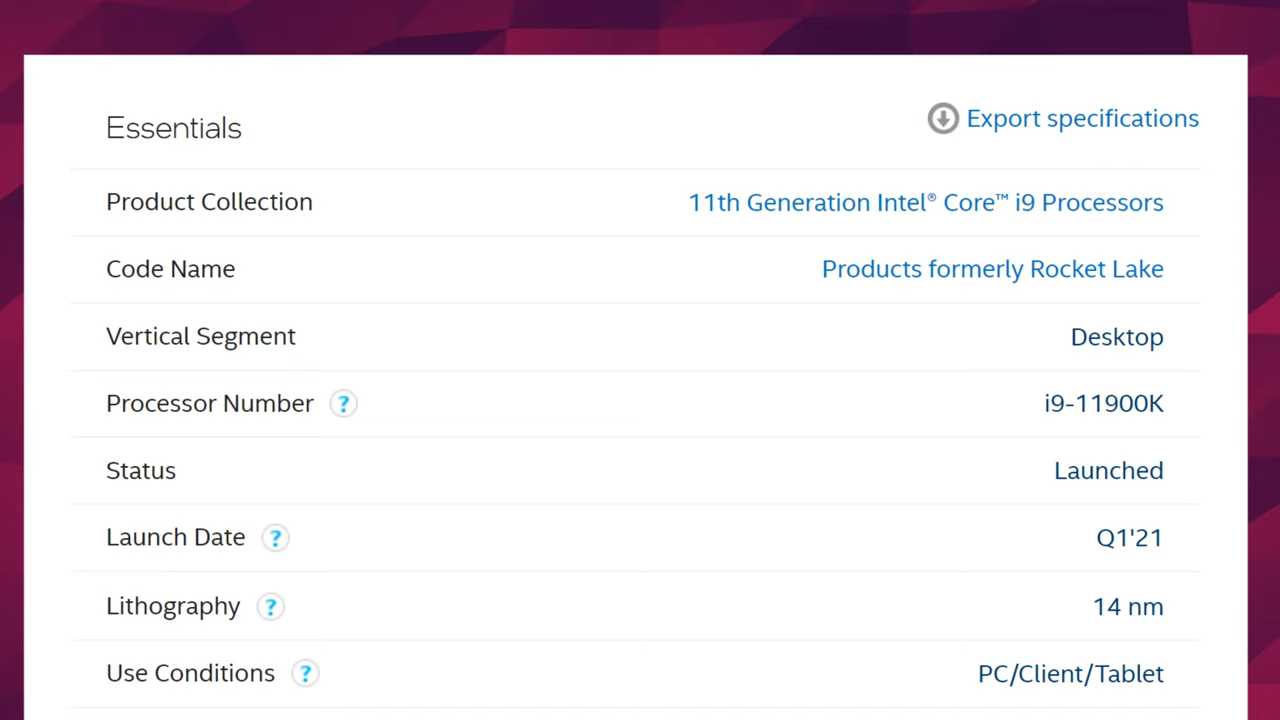 Essentials
Export specifications
Product Collection 11th Generation Intel® Core™ i9 Processors
Code Name Products formerly Rocket Lake
Vertical Segment Desktop
Processor Number ? i9-11900K
Status Launched
Launch Date ? Q1'21
Lithography ? 14 nm
Use Conditions ? PC/Client/Tablet